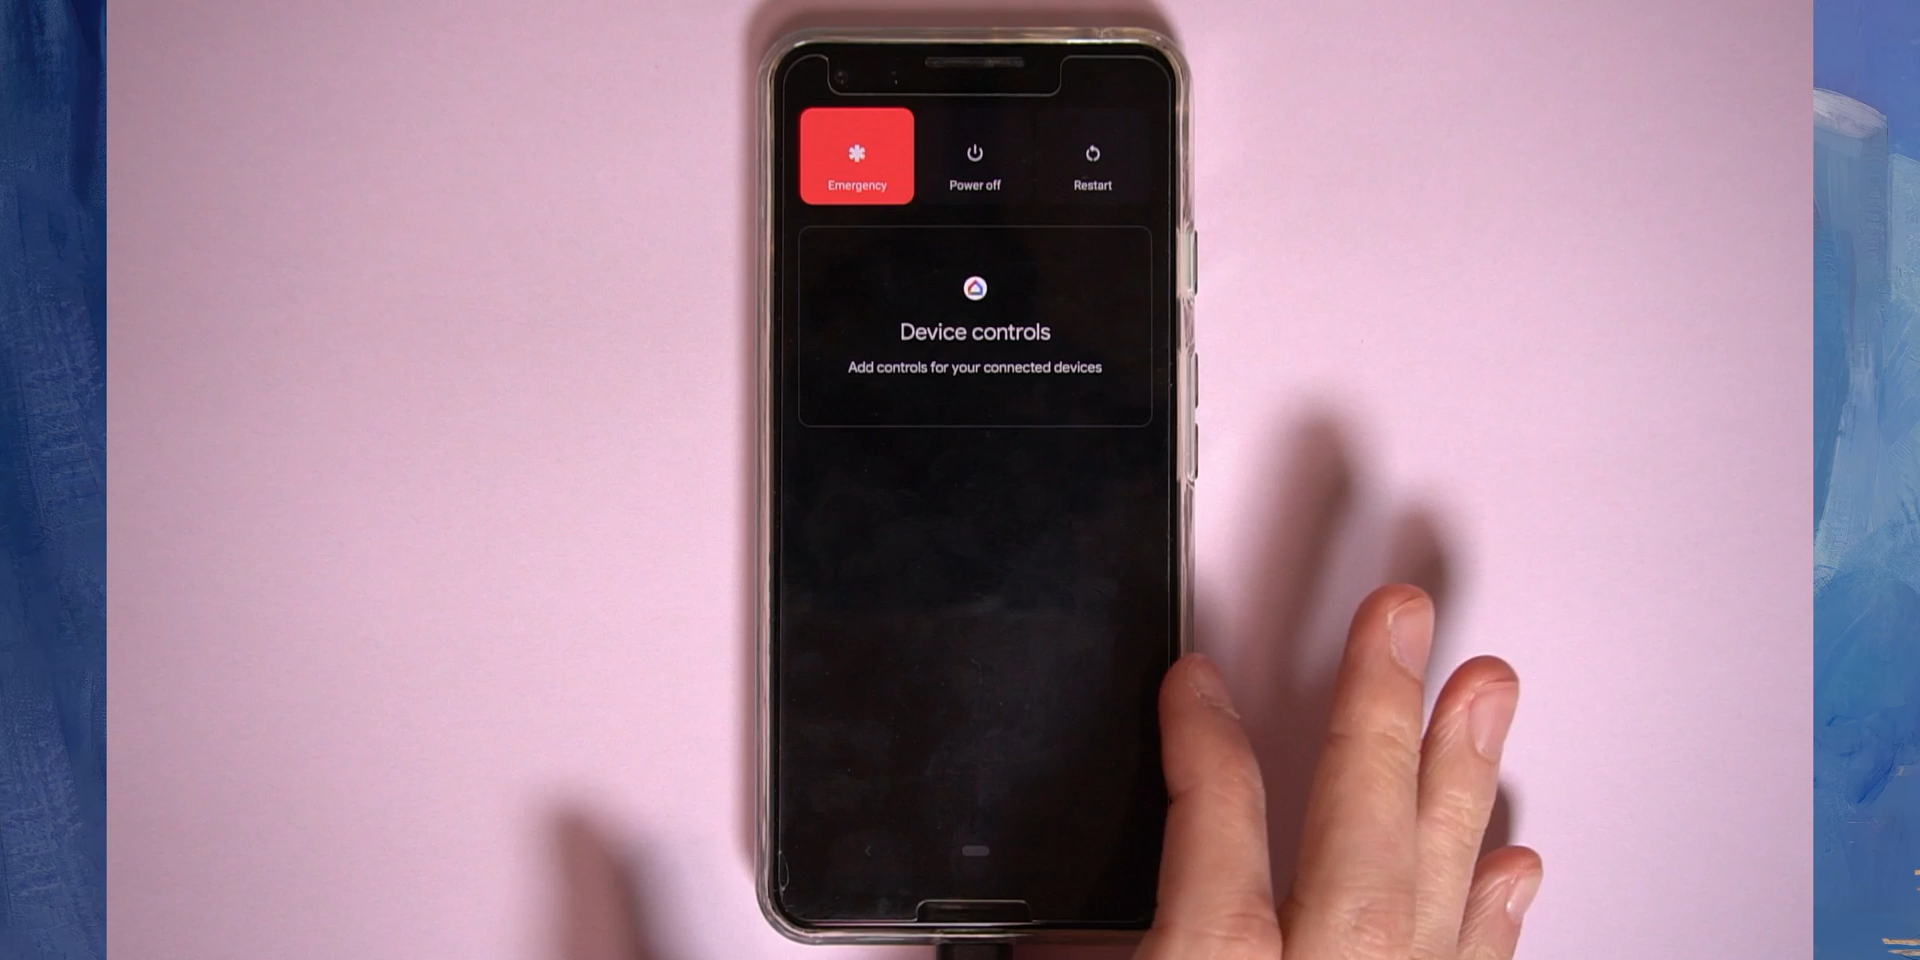 Emergency
Power off
Restart
Device controls
Add controls for your connected devices